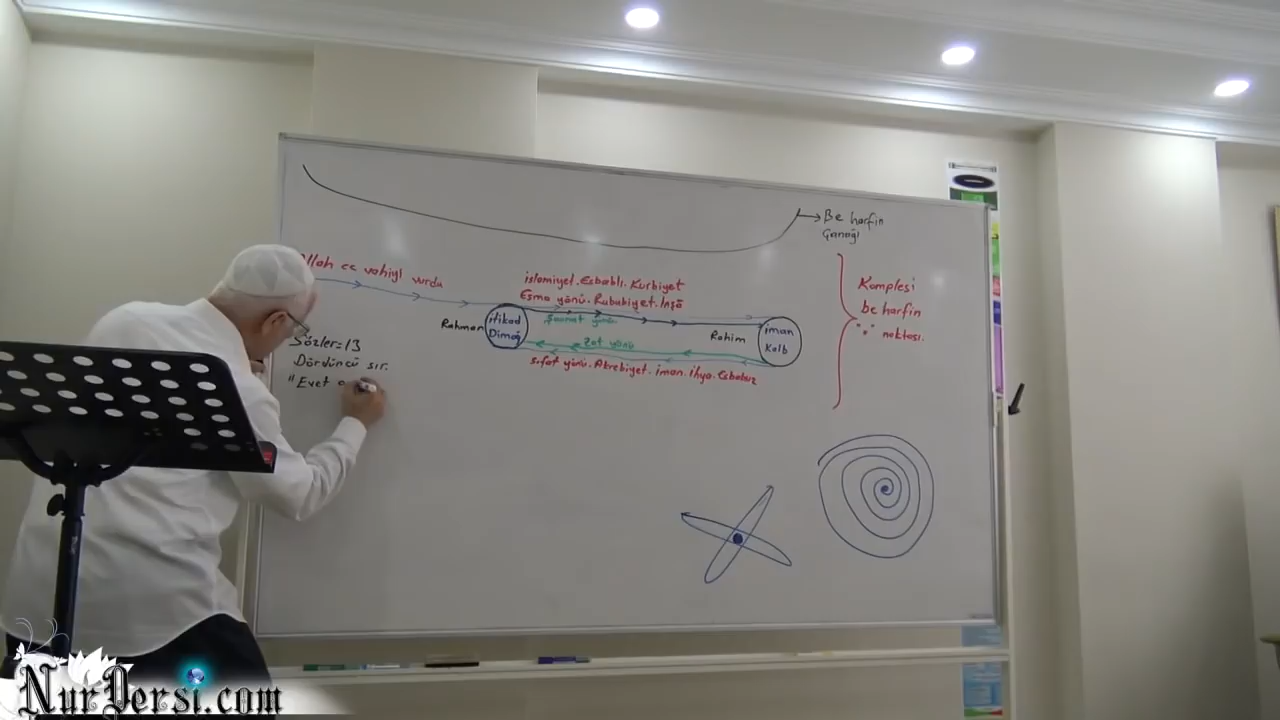 Be harfin
Çanağı
Allah cc vahiyi vurdu
islamiyet. Esbablı. Kurbiyet
Esma yönü. Rububiyet. İnşa
Şuunat yönü
Rahman
itikad
Dimağ
Rahim
iman
Kalb
Zat yönü
Sıfat yönü. Akrebiyet. iman. ihya. Esbabsız
Komplesi
be harfin
"." noktası.
Sözler=13
Dördüncü sır.
"Evet
NurDersi.com